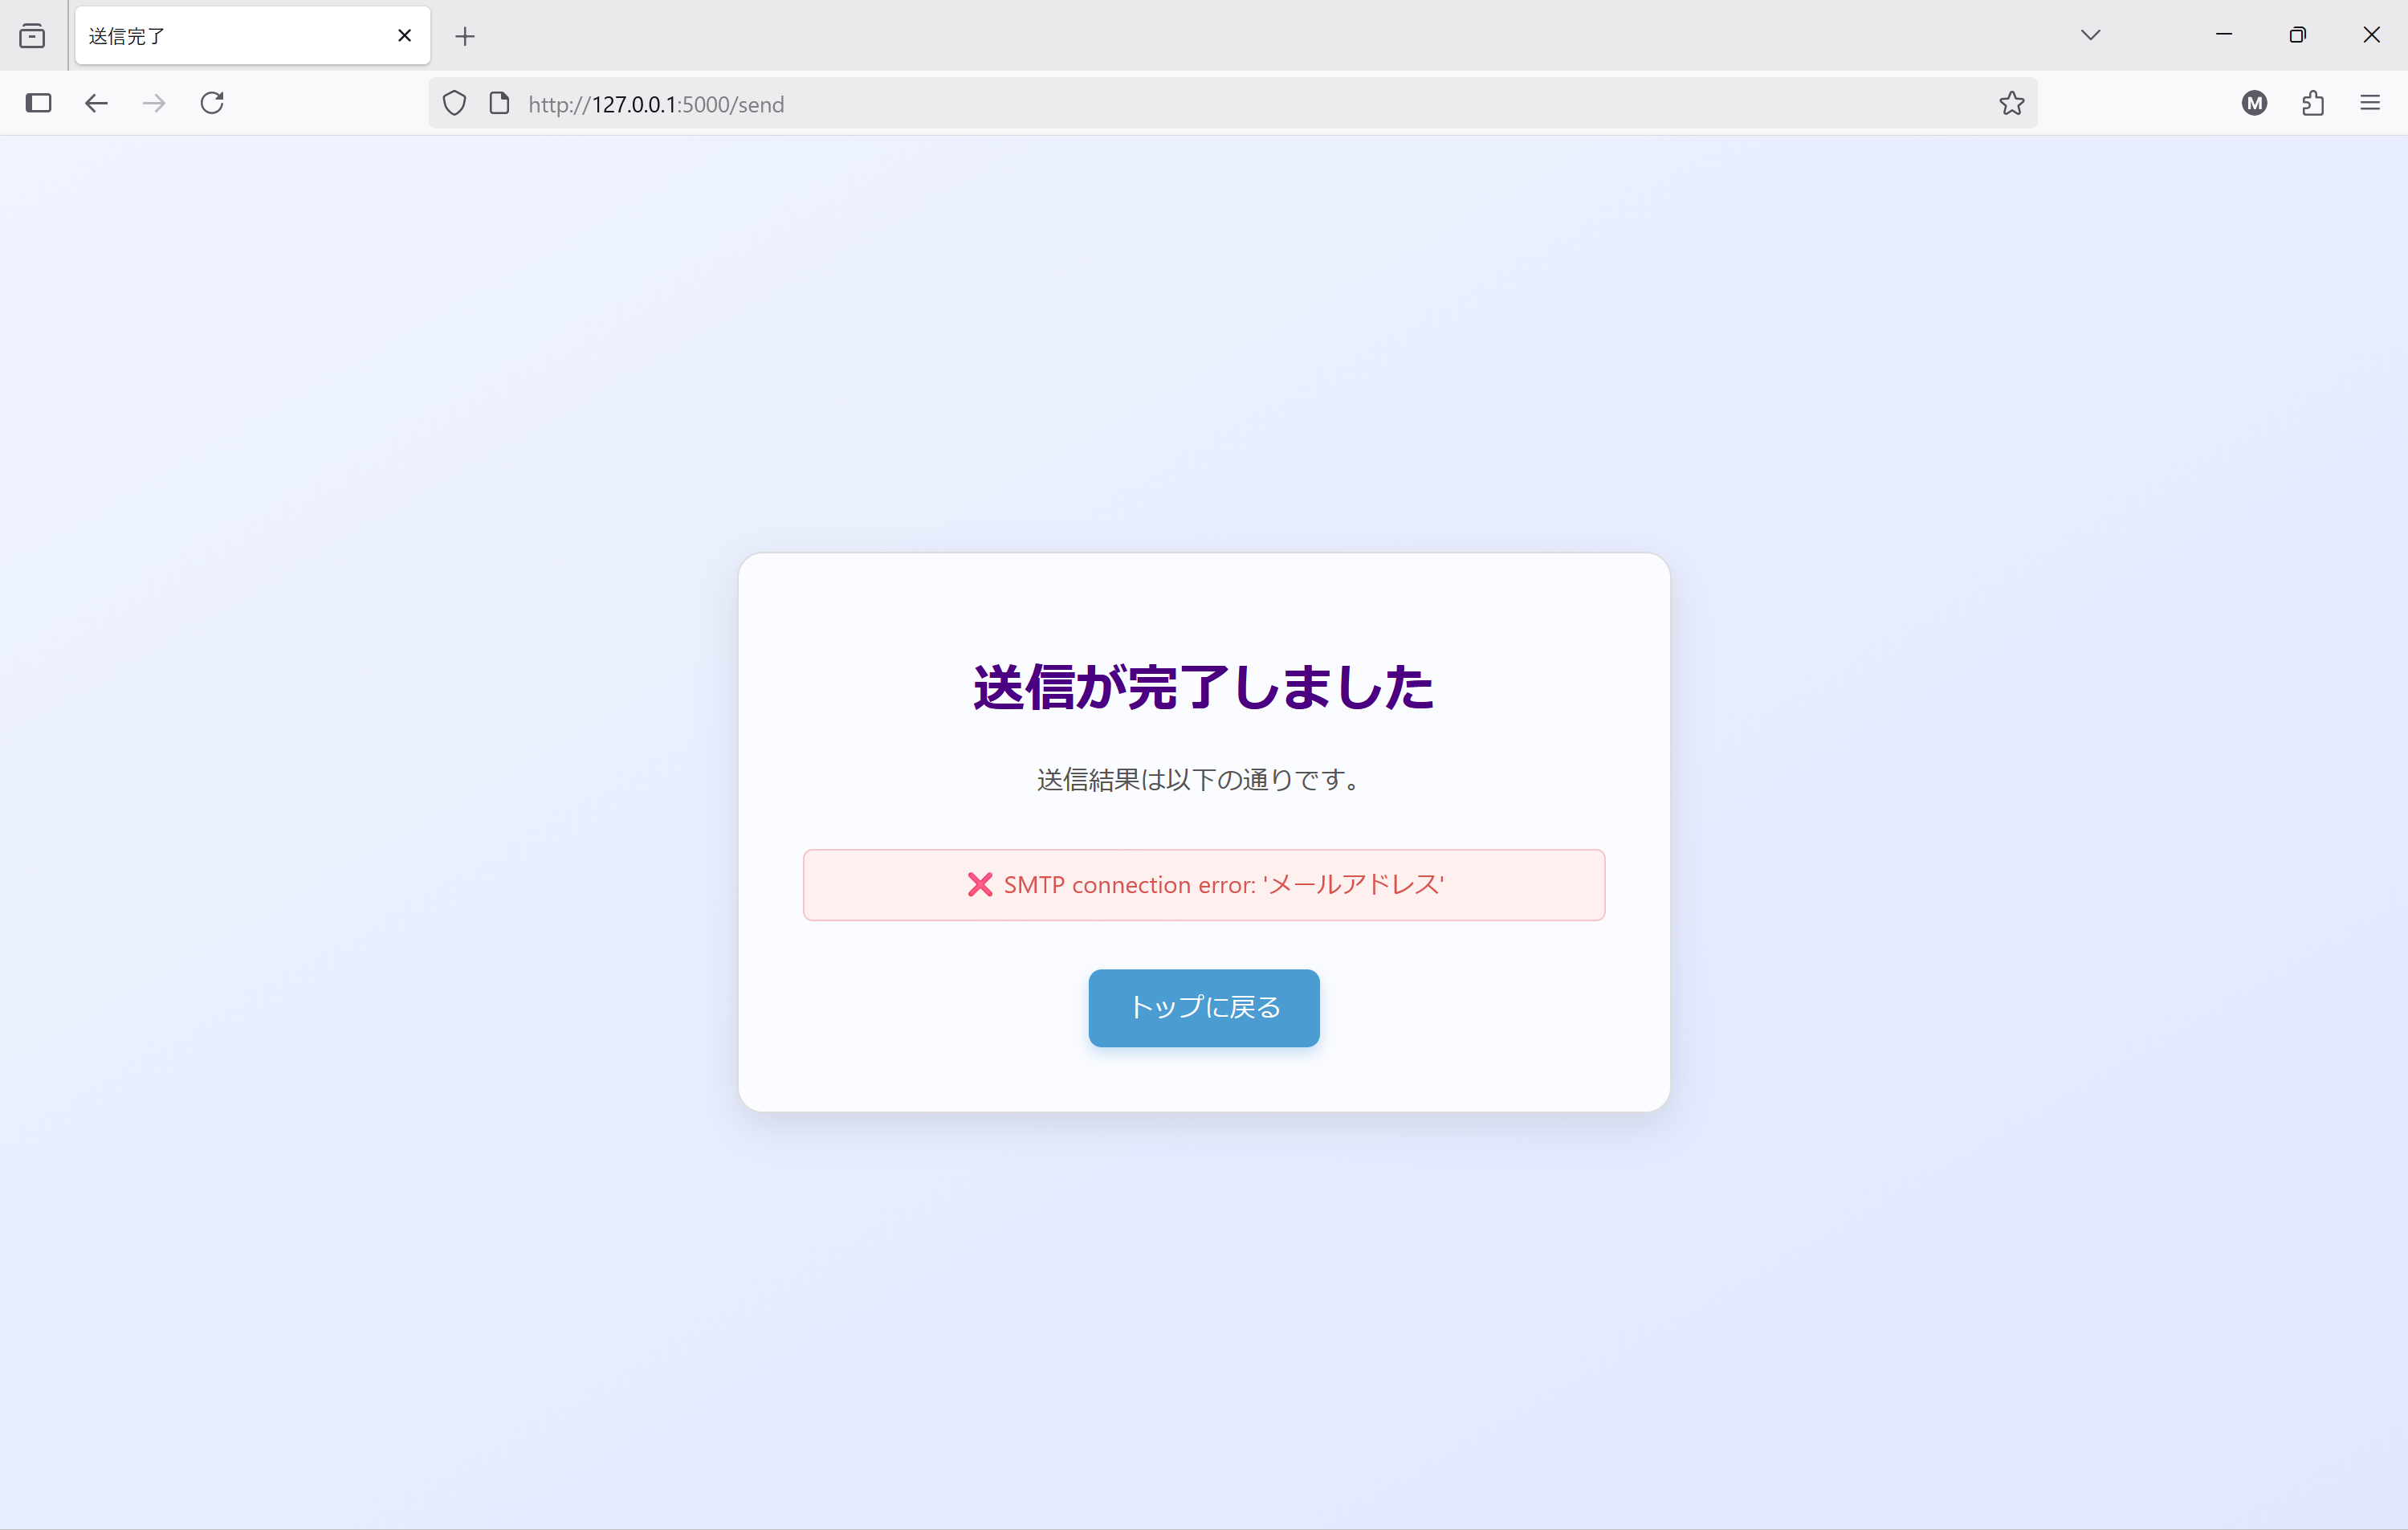 送信完了
http://127.0.0.1:5000/send
M
送信が完了しました
送信結果は以下の通りです。
❌ SMTP connection error: 'メールアドレス'
トップに戻る